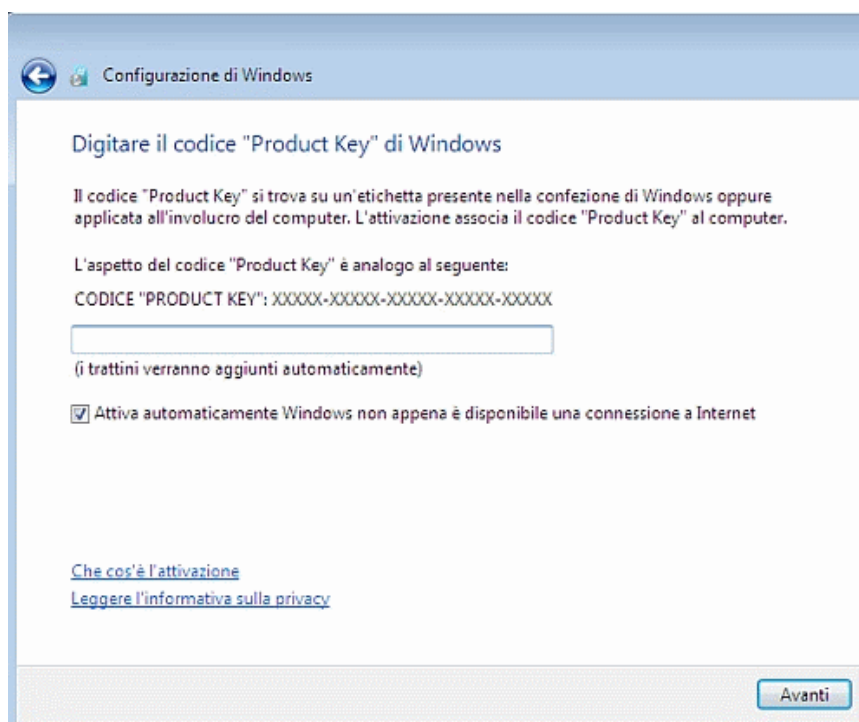 Configurazione di Windows
Digitare il codice "Product Key" di Windows
Il codice "Product Key" si trova su un'etichetta presente nella confezione di Windows oppure
applicata all'involucro del computer. L'attivazione associa il codice "Product Key" al computer.
L'aspetto del codice "Product Key" è analogo al seguente:
CODICE "PRODUCT KEY": XXXXX-XXXXX-XXXXX-XXXXX-XXXXX
(i trattini verranno aggiunti automaticamente)
Attiva automaticamente Windows non appena è disponibile una connessione a Internet
Che cos'è l'attivazione
Leggere l'informativa sulla privacy
Avanti